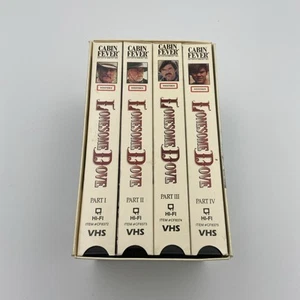 CABIN
FEVER
LONESOME DOVE
PART I
HI-FI
VHS
CABIN
FEVER
LONESOME DOVE
PART II
HI-FI
VHS
CABIN
FEVER
LONESOME DOVE
PART III
HI-FI
VHS
CABIN
FEVER
LONESOME DOVE
PART IV
HI-FI
VHS